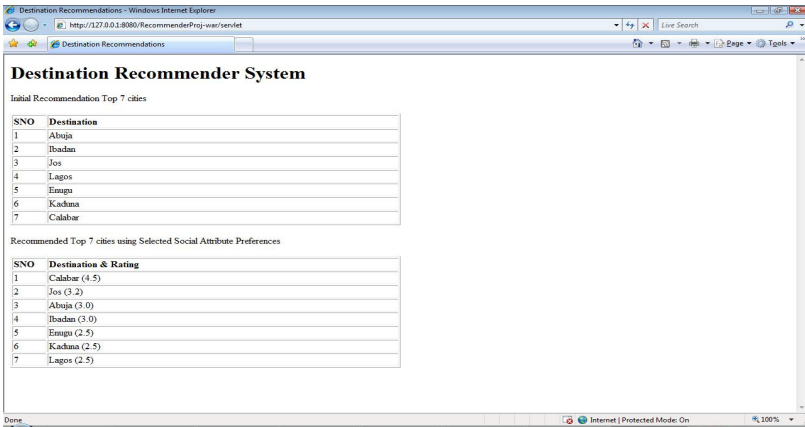 Destination Recommendations - Windows Internet Explorer
http://127.0.0.1:8080/RecommenderProj-war/servlet
Live Search
Destination Recommendations
Page Tools
Destination Recommender System
Initial Recommendation Top 7 cities
SNO Destination
1 Abuja
2 Ibadan
3 Jos
4 Lagos
5 Enugu
6 Kaduna
7 Calabar
Recommended Top 7 cities using Selected Social Attribute Preferences
SNO Destination & Rating
1 Calabar (4.5)
2 Jos (3.2)
3 Abuja (3.0)
4 Ibadan (3.0)
5 Enugu (2.5)
6 Kaduna (2.5)
7 Lagos (2.5)
Done Internet | Protected Mode: On 100%